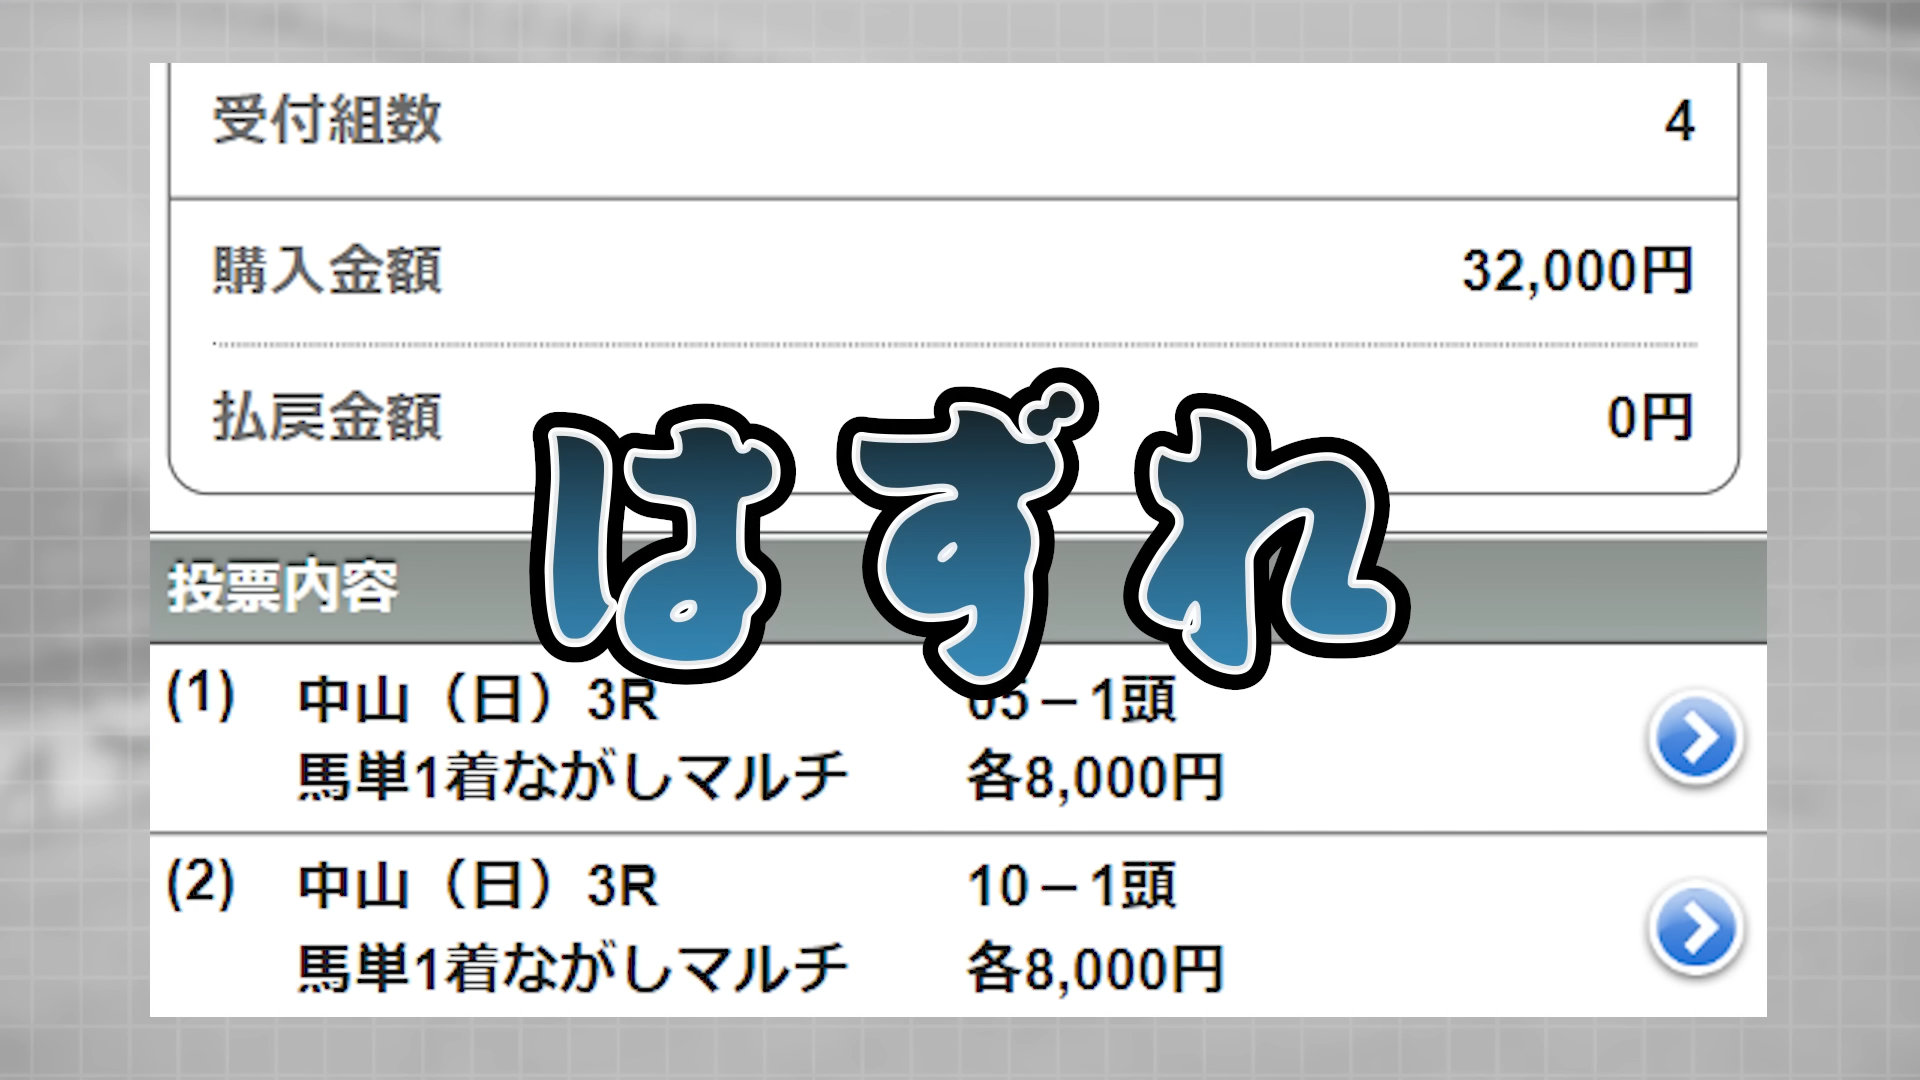 受付組数 4
購入金額 32,000円
払戻金額 0円
はずれ
投票内容
(1) 中山（日）3R 05－1頭
馬単1着ながしマルチ 各8,000円
(2) 中山（日）3R 10－1頭
馬単1着ながしマルチ 各8,000円